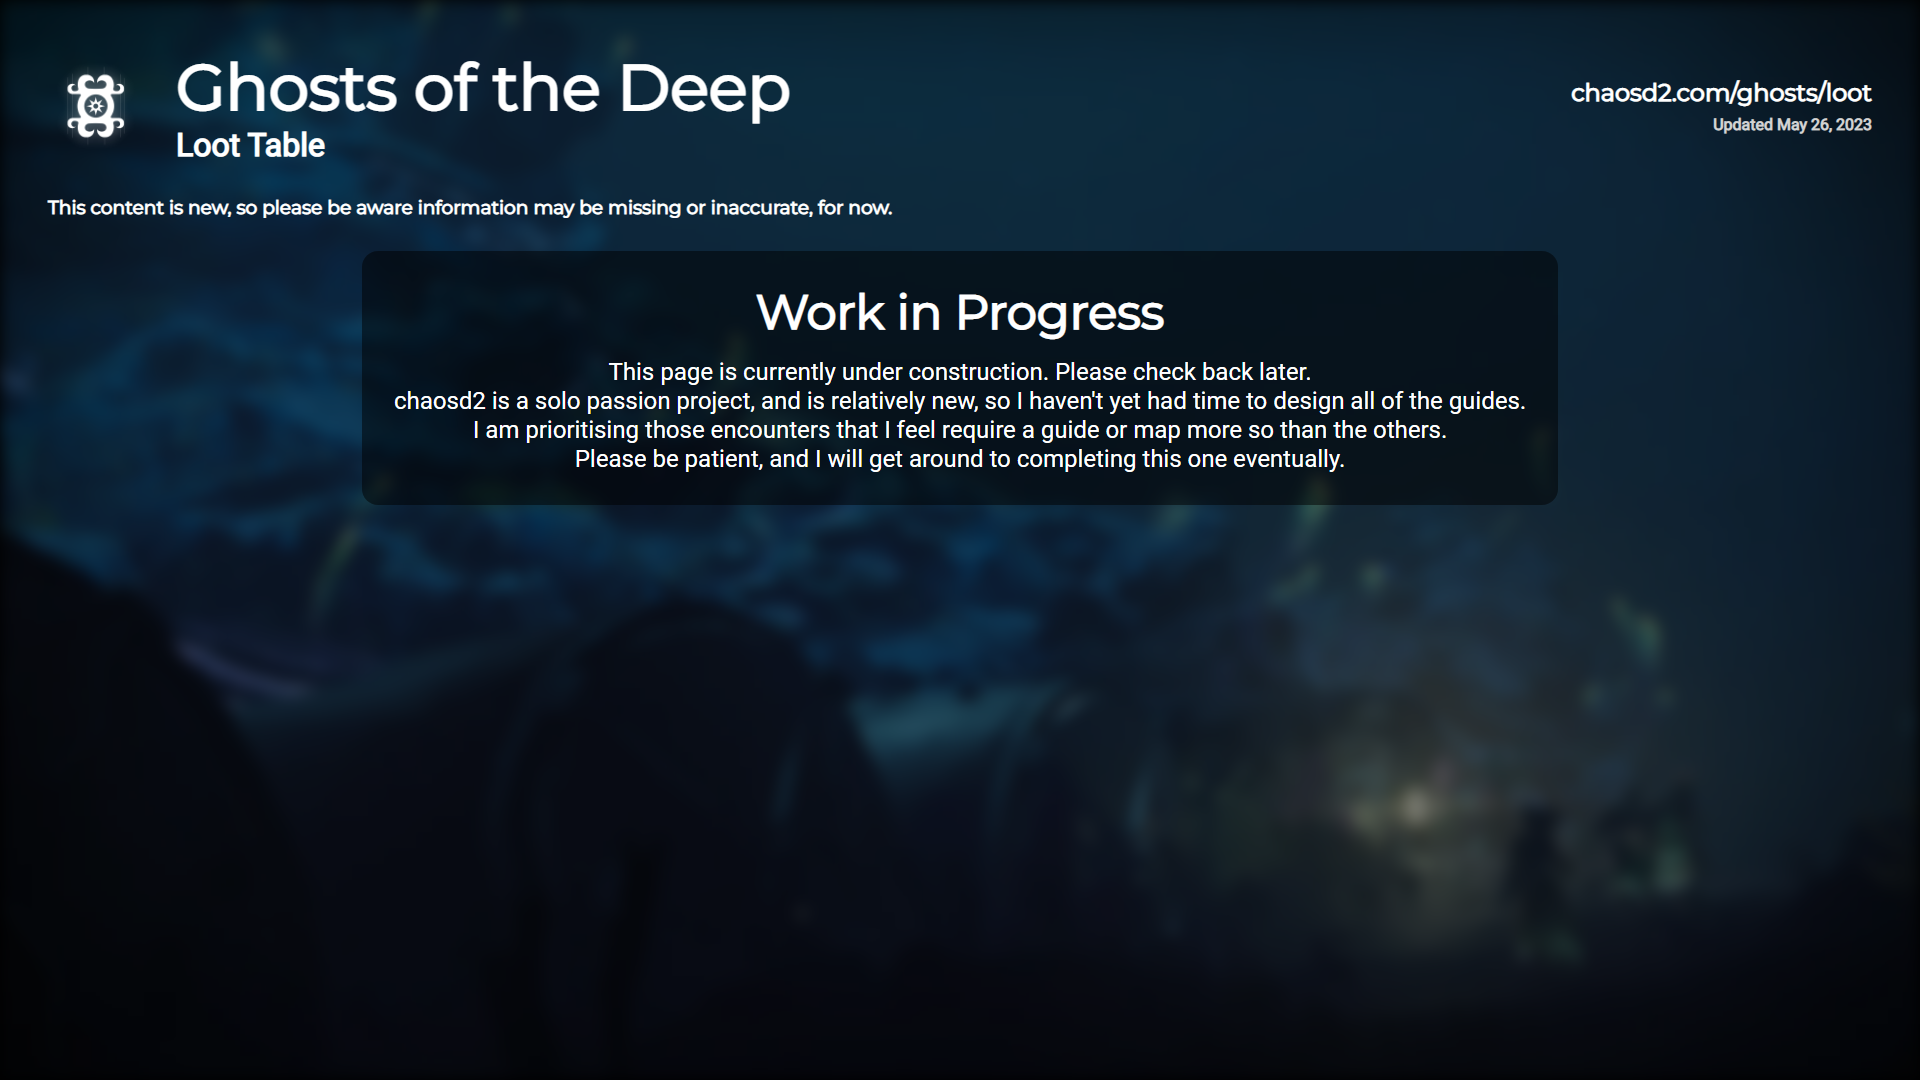 Ghosts of the Deep
Loot Table
chaosd2.com/ghosts/loot
Updated May 26, 2023
This content is new, so please be aware information may be missing or inaccurate, for now.
Work in Progress
This page is currently under construction. Please check back later.
chaosd2 is a solo passion project, and is relatively new, so I haven't yet had time to design all of the guides.
I am prioritising those encounters that I feel require a guide or map more so than the others.
Please be patient, and I will get around to completing this one eventually.